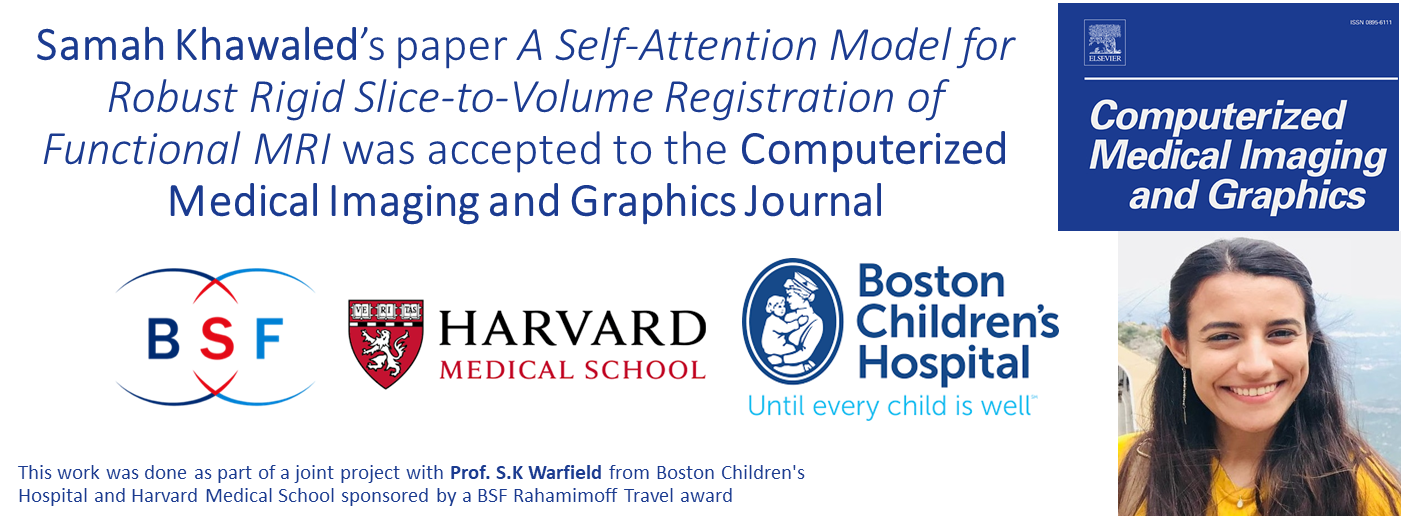 Samah Khawaled's paper A Self-Attention Model for
Robust Rigid Slice-to-Volume Registration of
Functional MRI was accepted to the Computerized
Medical Imaging and Graphics Journal
ISSN 0895-6111
ELSEVIER
Computerized
Medical Imaging
and Graphics
BSF
VE RI TAS
HARVARD
MEDICAL SCHOOL
Boston
Children's
Hospital
Until every child is well℠
This work was done as part of a joint project with Prof. S.K Warfield from Boston Children's
Hospital and Harvard Medical School sponsored by a BSF Rahamimoff Travel award